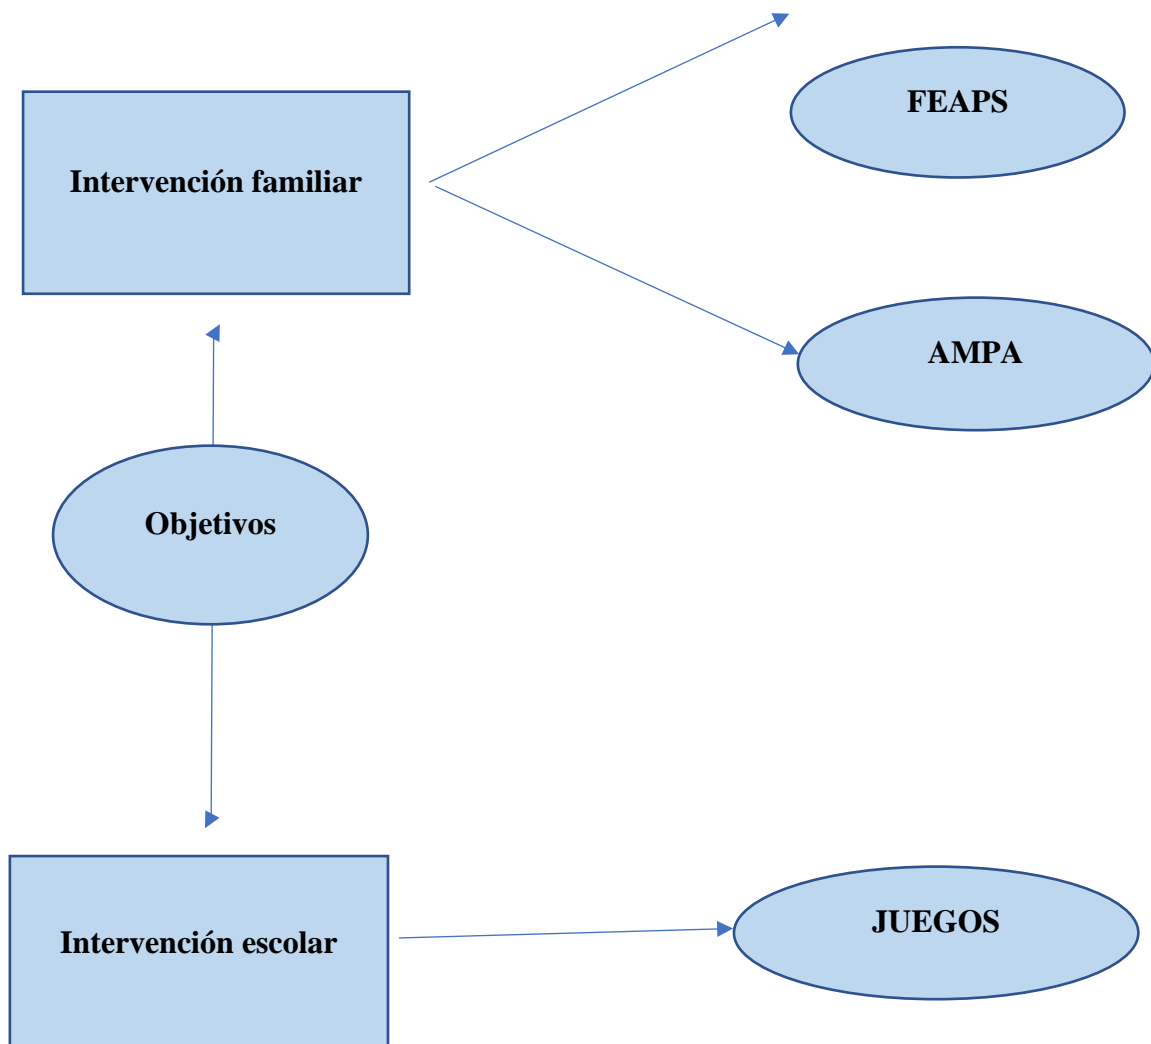 FEAPS
Intervención familiar
AMPA
Objetivos
JUEGOS
Intervención escolar